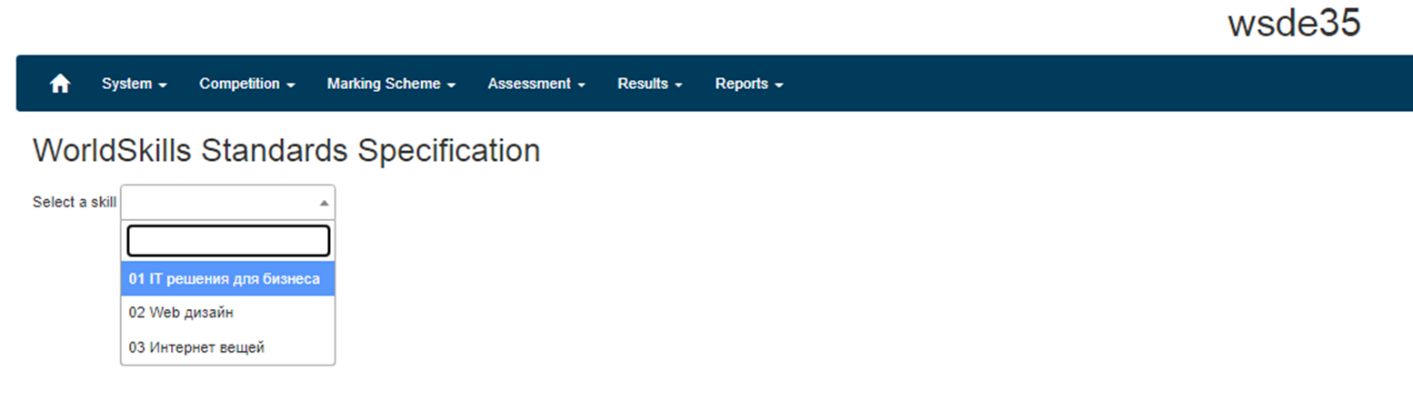 wsde35
System Competition Marking Scheme Assessment Results Reports
WorldSkills Standards Specification
Select a skill
01 IT решения для бизнеса
02 Web дизайн
03 Интернет вещей